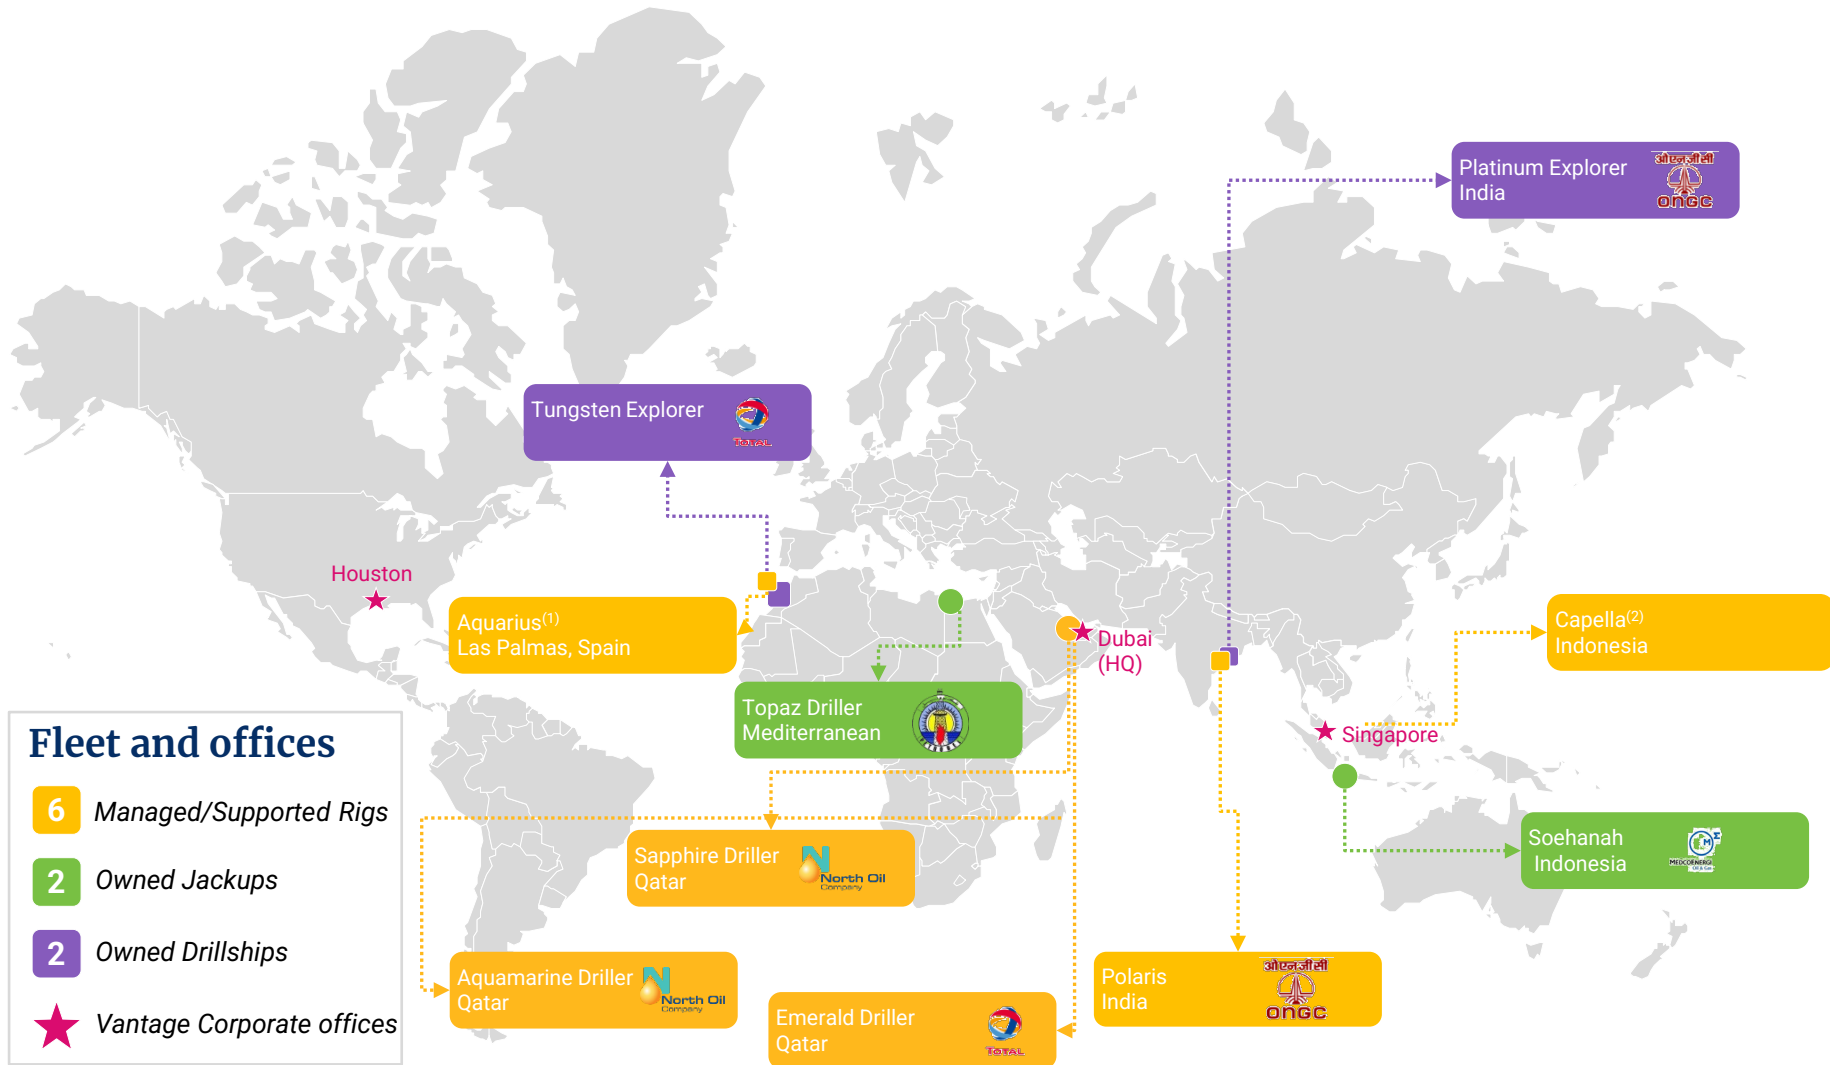 Platinum Explorer
India
ओएनजीसी
ONGC
Tungsten Explorer
TOTAL
Houston
Aquarius(1)
Las Palmas, Spain
Dubai
(HQ)
Capella(2)
Indonesia
Topaz Driller
Mediterranean
Singapore
Fleet and offices
6 Managed/Supported Rigs
2 Owned Jackups
2 Owned Drillships
Vantage Corporate offices
Sapphire Driller
Qatar
North Oil
Company
Soehanah
Indonesia
MEDCOENERGI
Oil & Gas
Aquamarine Driller
Qatar
North Oil
Company
Emerald Driller
Qatar
TOTAL
Polaris
India
ओएनजीसी
ONGC